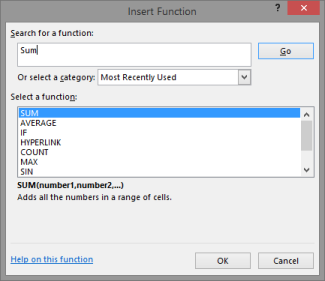 Insert Function
? ×
Search for a function:
Sum
Go
Or select a category: Most Recently Used
Select a function:
SUM
AVERAGE
IF
HYPERLINK
COUNT
MAX
SIN
SUM(number1,number2,...)
Adds all the numbers in a range of cells.
Help on this function
OK
Cancel